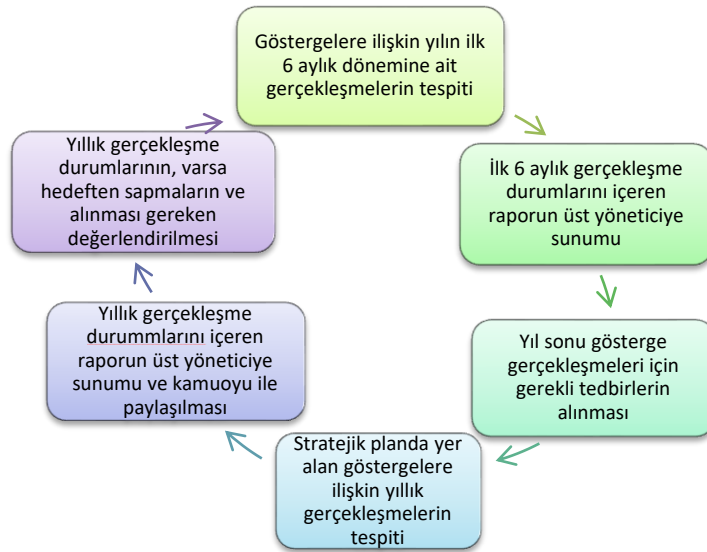 Göstergelere ilişkin yılın ilk
6 aylık dönemine ait
gerçekleşmelerin tespiti
İlk 6 aylık gerçekleşme
durumlarını içeren
raporun üst yöneticiye
sunumu
Yıl sonu gösterge
gerçekleşmeleri için
gerekli tedbirlerin
alınması
Stratejik planda yer
alan göstergelere
ilişkin yıllık
gerçekleşmelerin
tespiti
Yıllık gerçekleşme
durummlarını içeren
raporun üst yöneticiye
sunumu ve kamuoyu ile
paylaşılması
Yıllık gerçekleşme
durumlarının, varsa
hedeften sapmaların ve
alınması gereken
değerlendirilmesi